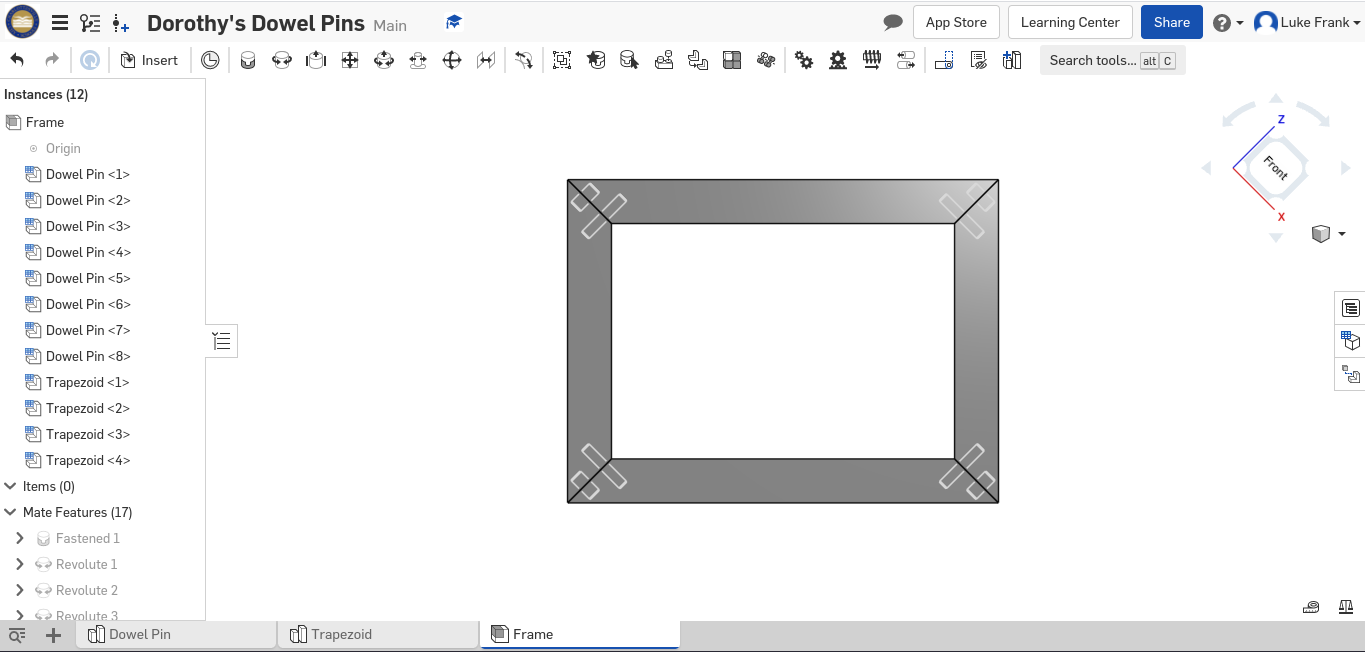 Dorothy's Dowel Pins Main
App Store
Learning Center
Share
Luke Frank
Insert
Search tools... alt C
Instances (12)
Frame
Origin
Dowel Pin <1>
Dowel Pin <2>
Dowel Pin <3>
Dowel Pin <4>
Dowel Pin <5>
Dowel Pin <6>
Dowel Pin <7>
Dowel Pin <8>
Trapezoid <1>
Trapezoid <2>
Trapezoid <3>
Trapezoid <4>
Items (0)
Mate Features (17)
Fastened 1
Revolute 1
Revolute 2
Revolute 3
Z
Front
X
Dowel Pin
Trapezoid
Frame